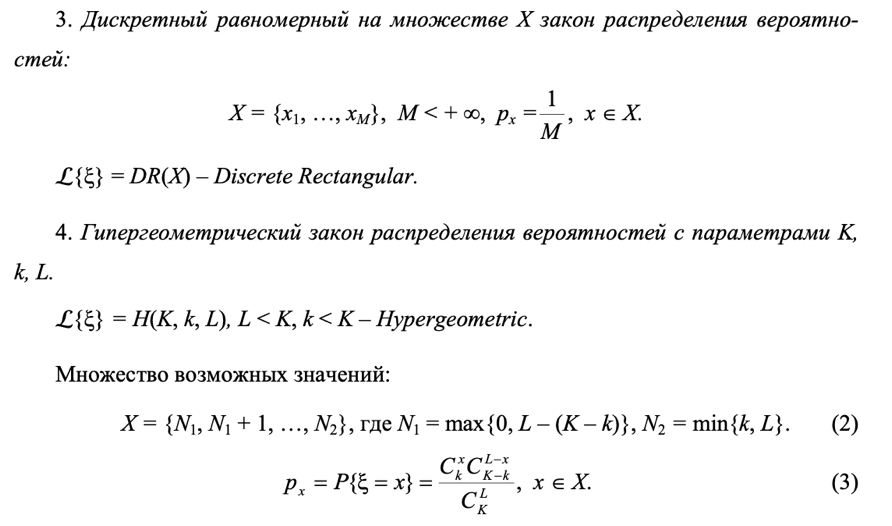 3. Дискретный равномерный на множестве X закон распределения вероятно-
стей:
X = {x₁, …, x_M}, M < + ∞, pₓ = 1/M, x ∈ X.
ℒ{ξ} = DR(X) – Discrete Rectangular.
4. Гипергеометрический закон распределения вероятностей с параметрами K,
k, L.
ℒ{ξ} = H(K, k, L), L < K, k < K – Hypergeometric.
Множество возможных значений:
X = {N₁, N₁ + 1, …, N₂}, где N₁ = max{0, L – (K – k)}, N₂ = min{k, L}. (2)
pₓ = P{ξ = x} = C_k^x C_{K–k}^{L–x} / C_K^L, x ∈ X. (3)